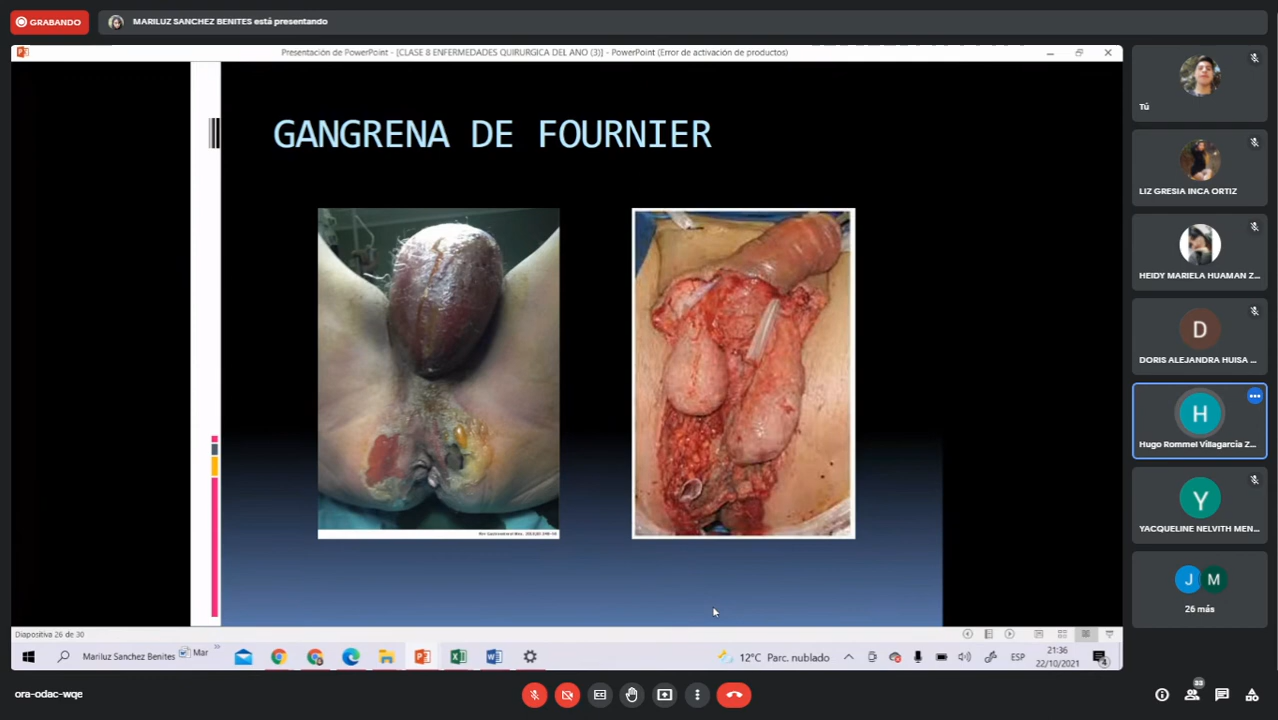 GRABANDO
MARILUZ SANCHEZ BENITES está presentando
Presentación de PowerPoint - [CLASE 8 ENFERMEDADES QUIRURGICA DEL ANO (3)] - PowerPoint (Error de activación de productos)
GANGRENA DE FOURNIER
Tú
LIZ GRESIA INCA ORTIZ
HEIDY MARIELA HUAMAN Z...
D
DORIS ALEJANDRA HUISA ...
H
Hugo Rommel Villagarcia Z...
Y
YACQUELINE NELVITH MEN...
J M
26 más
Diapositiva 26 de 30
Mariluz Sanchez Benites
Mar
12°C Parc. nublado
ESP
21:36
22/10/2021
4
ora-odac-wqe
33